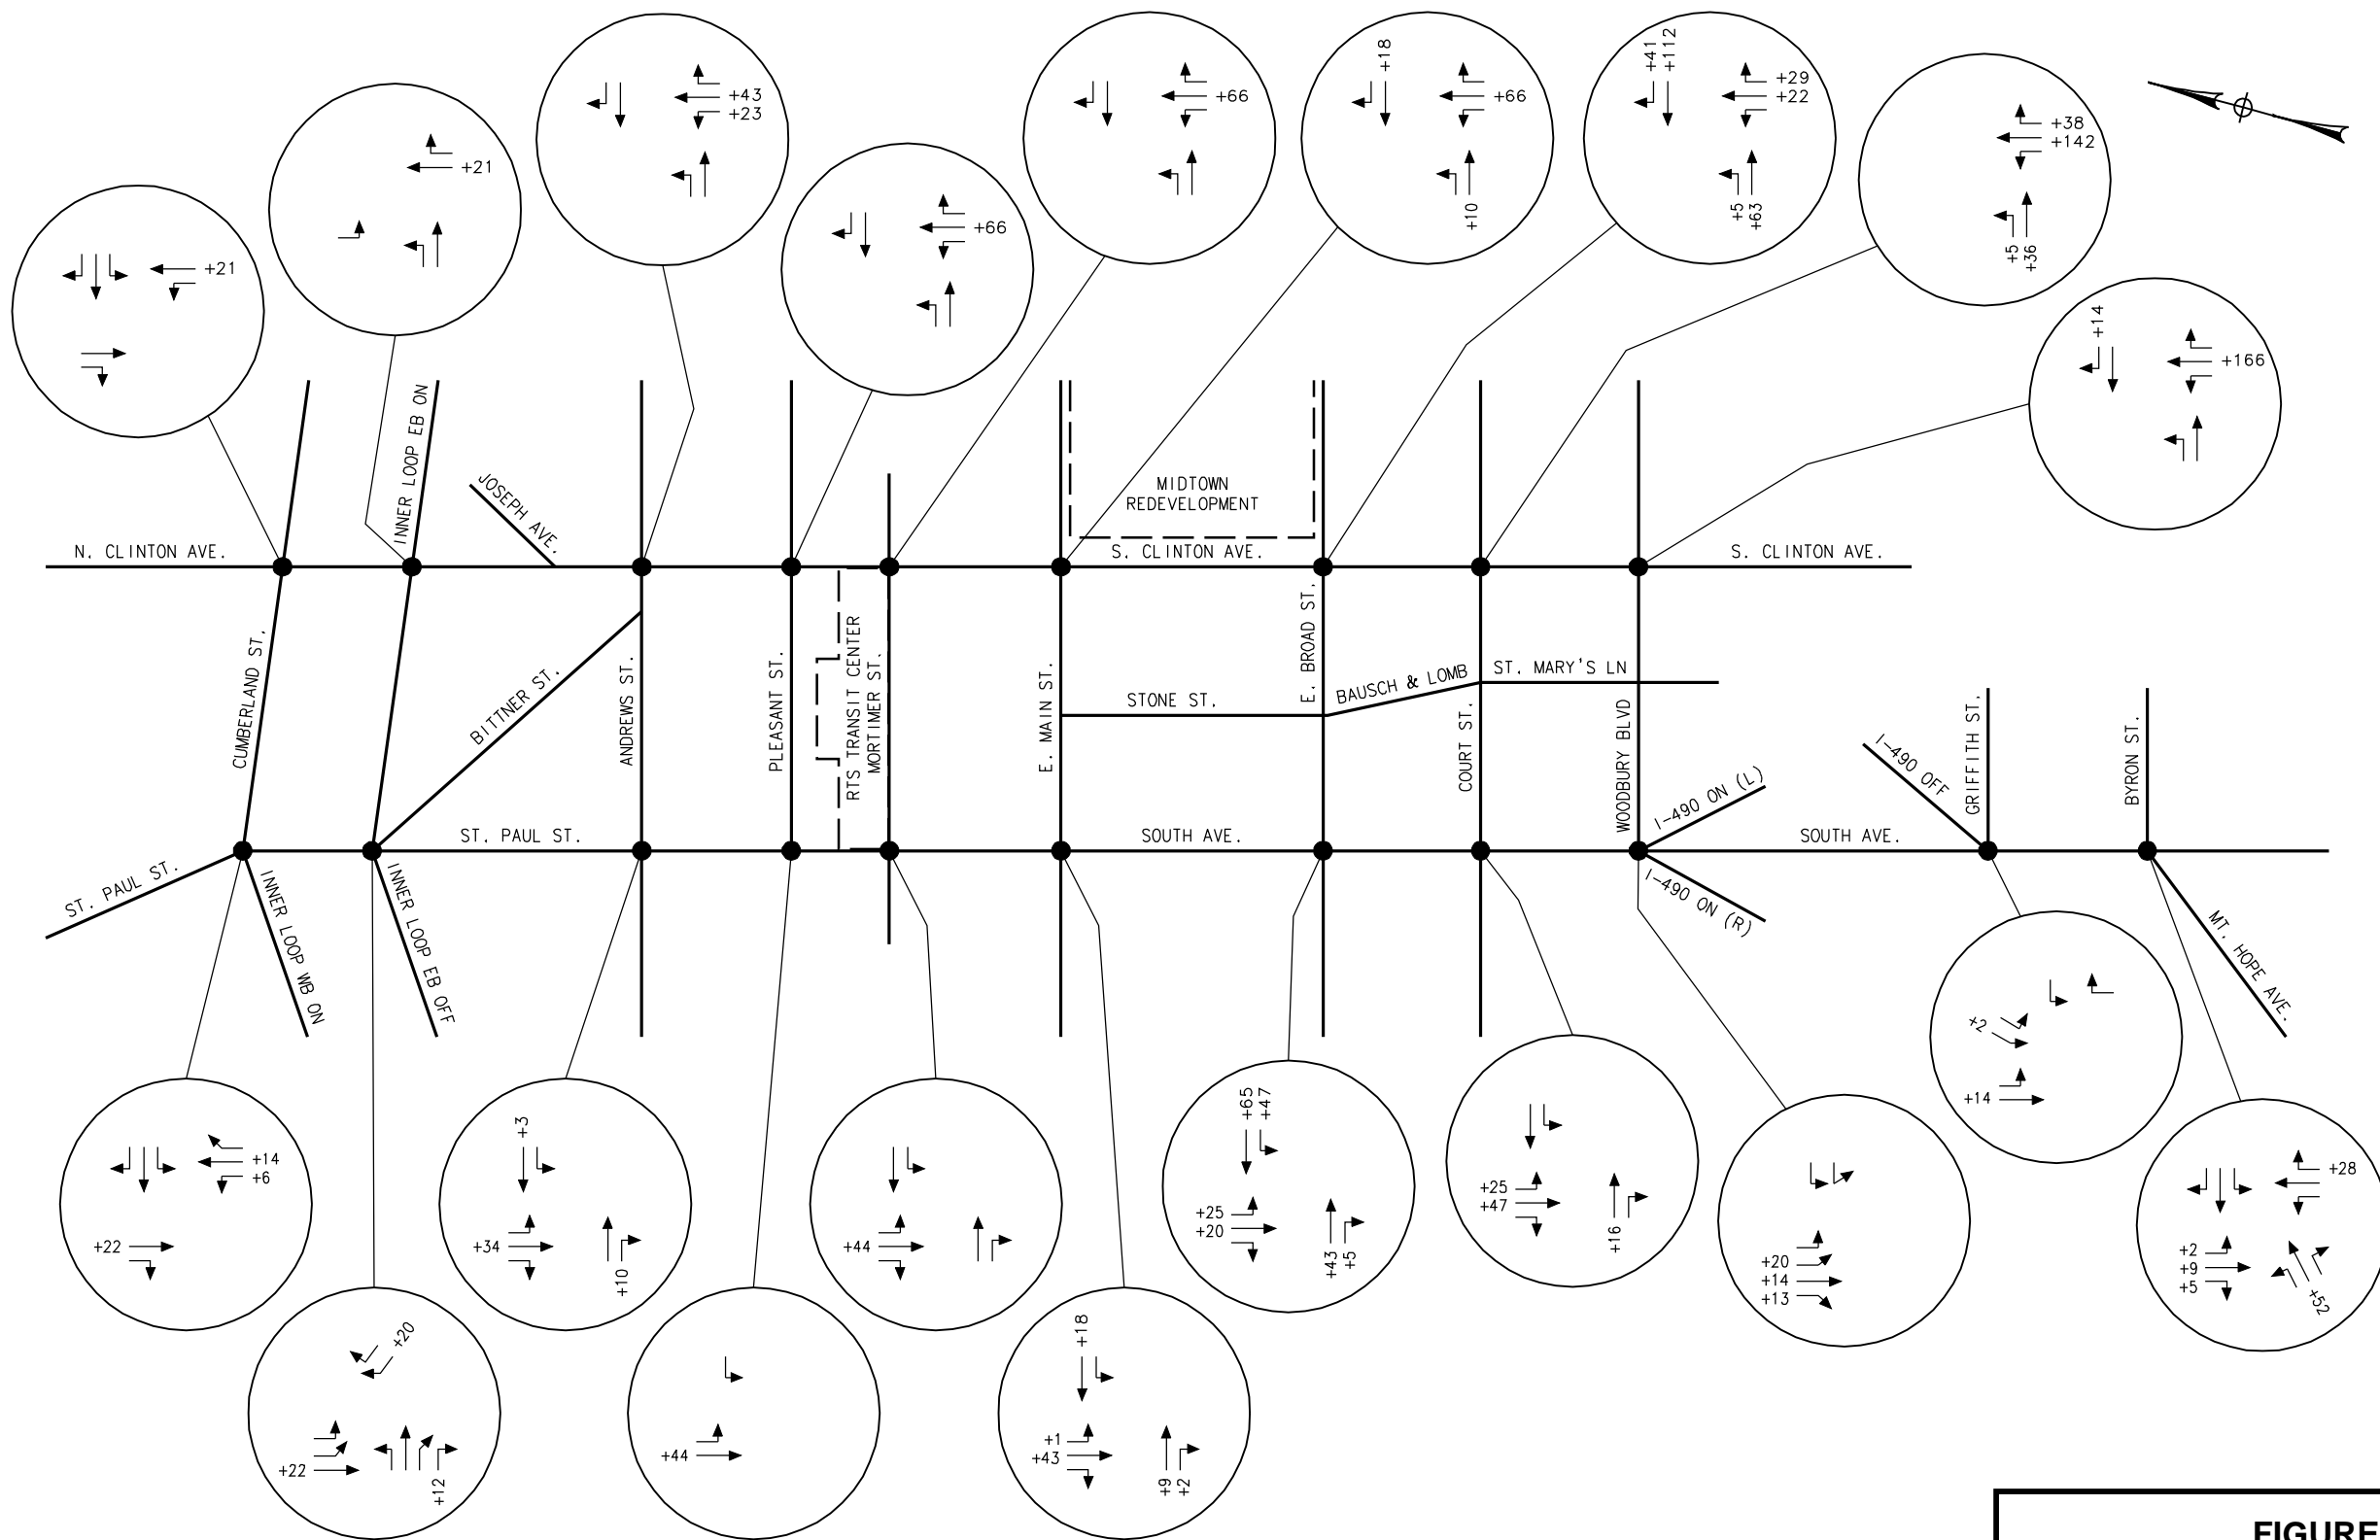 +21
+21
+43
+23
+66
+66
+18
+66
+10
+41
+112
+29
+22
+5
+63
+38
+142
+5
+36
+14
+166
INNER LOOP EB ON
JOSEPH AVE.
MIDTOWN
REDEVELOPMENT
N. CLINTON AVE.
S. CLINTON AVE.
S. CLINTON AVE.
CUMBERLAND ST.
BITTNER ST.
ANDREWS ST.
PLEASANT ST.
RTS TRANSIT CENTER
MORTIMER ST.
E. MAIN ST.
STONE ST.
E. BROAD ST.
BAUSCH & LOMB
ST. MARY'S LN
COURT ST.
WOODBURY BLVD
I-490 ON (L)
I-490 OFF
GRIFFITH ST.
BYRON ST.
ST. PAUL ST.
SOUTH AVE.
SOUTH AVE.
ST. PAUL ST.
INNER LOOP WB ON
INNER LOOP EB OFF
I-490 ON (R)
MT. HOPE AVE.
+14
+6
+22
+20
+22
+12
+3
+34
+10
+44
+44
+18
+1
+43
+9
+2
+65
+47
+25
+20
+43
+5
+25
+47
+16
+20
+14
+13
+2
+14
+28
+2
+9
+5
+52
FIGURE